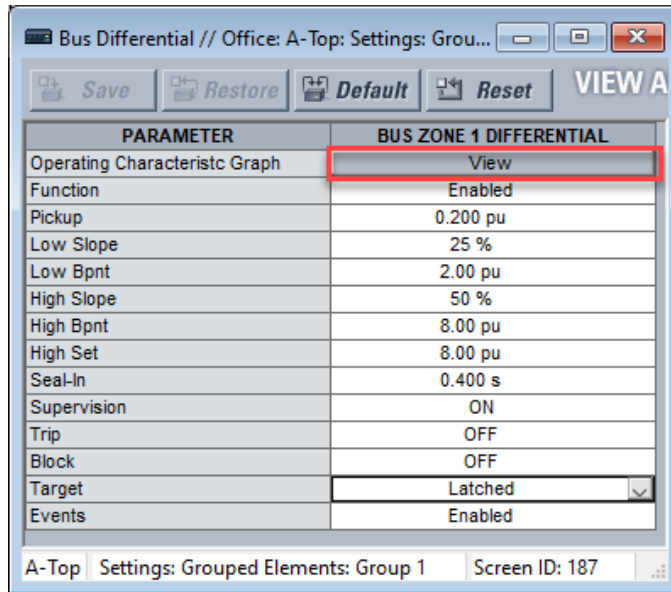 Bus Differential // Office: A-Top: Settings: Grou...
Save Restore Default Reset VIEW A
PARAMETER BUS ZONE 1 DIFFERENTIAL
Operating Characteristc Graph View
Function Enabled
Pickup 0.200 pu
Low Slope 25 %
Low Bpnt 2.00 pu
High Slope 50 %
High Bpnt 8.00 pu
High Set 8.00 pu
Seal-In 0.400 s
Supervision ON
Trip OFF
Block OFF
Target Latched
Events Enabled
A-Top Settings: Grouped Elements: Group 1 Screen ID: 187